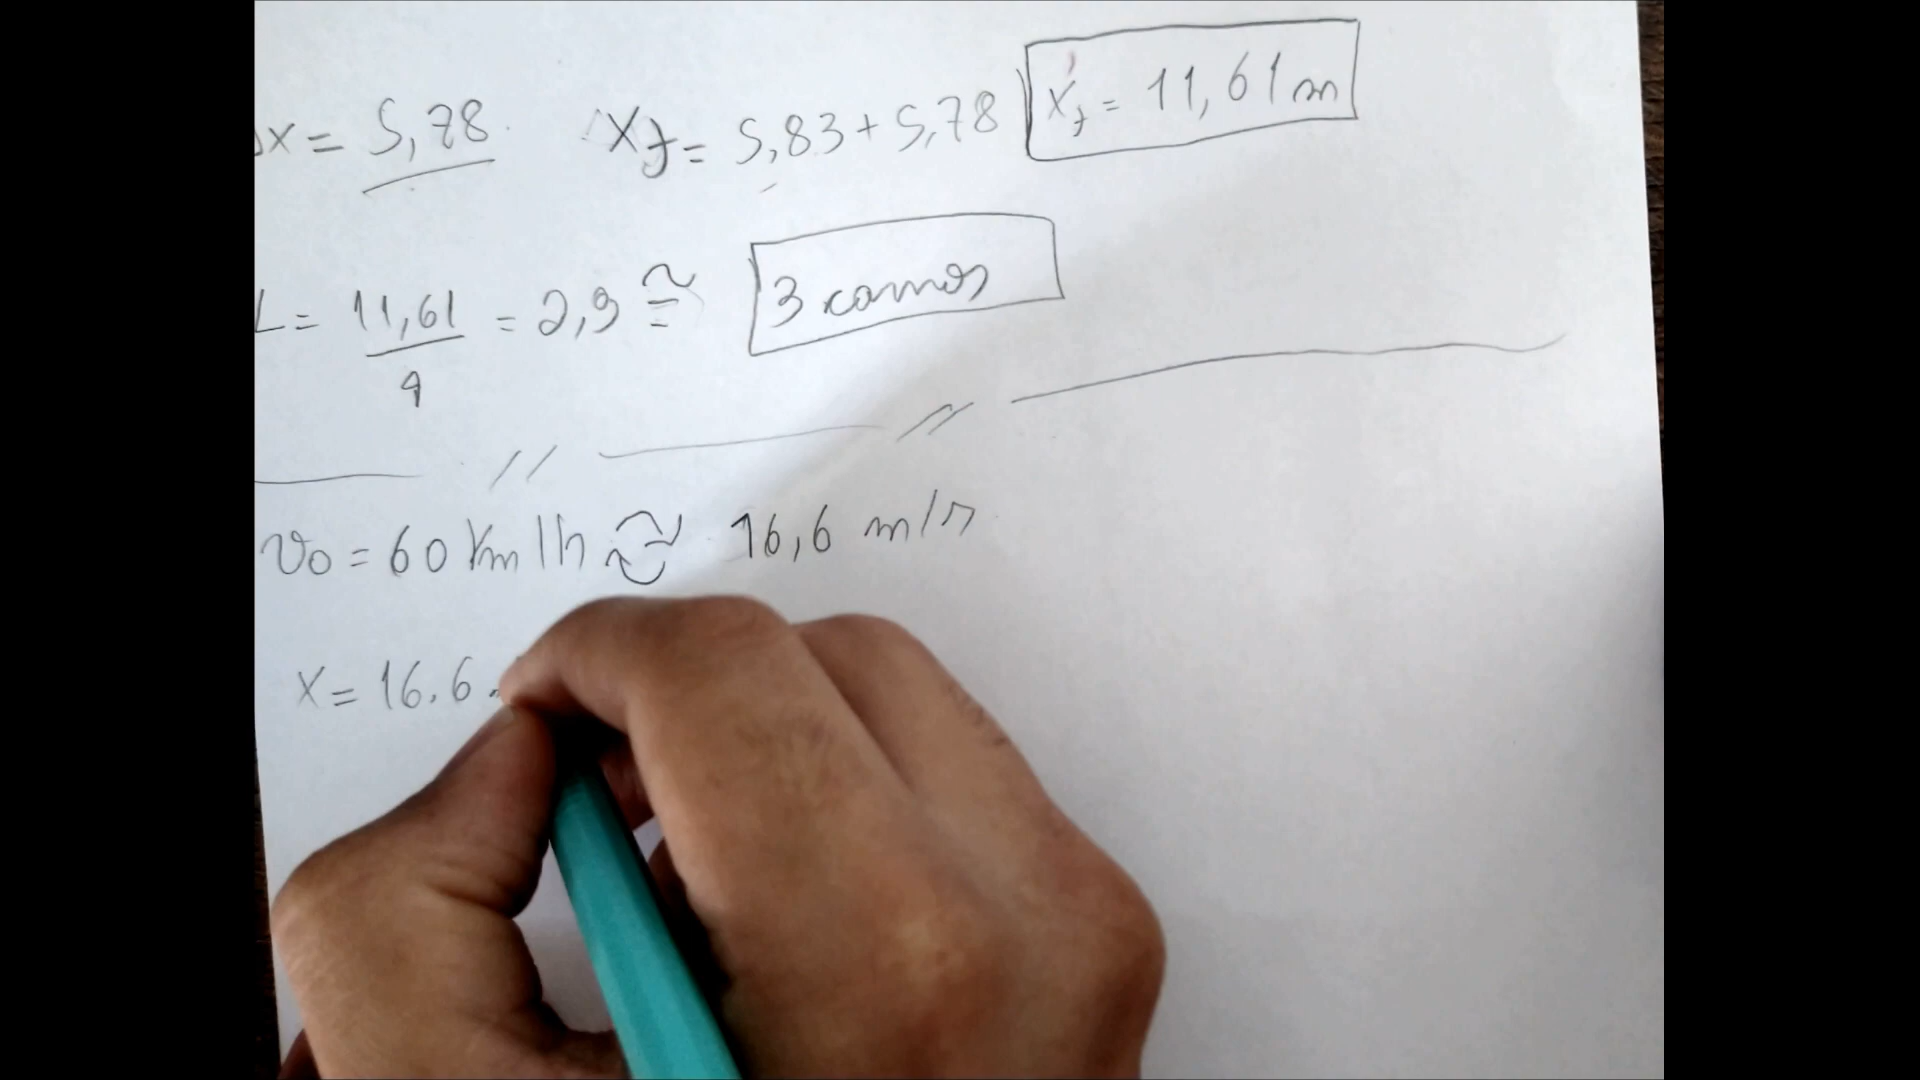 Δx = 5,78 Xf = 5,83 + 5,78 Xf = 11,61 m
L = 11,61/4 = 2,9 ≅ 3 carros
v0 = 60 Km/h ≈ 16,6 m/s
X = 16,6 .